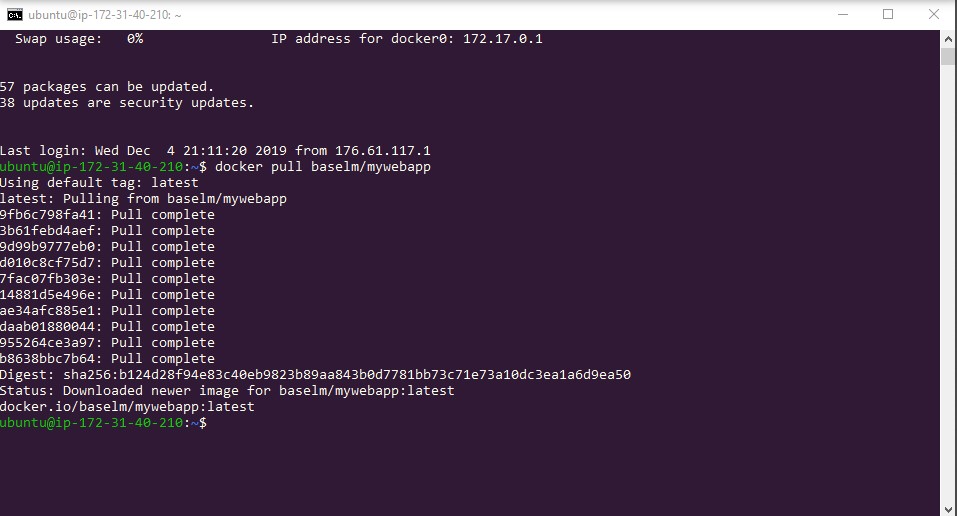 ubuntu@ip-172-31-40-210: ~
Swap usage:   0%                IP address for docker0: 172.17.0.1
57 packages can be updated.
38 updates are security updates.
Last login: Wed Dec  4 21:11:20 2019 from 176.61.117.1
ubuntu@ip-172-31-40-210:~$ docker pull baselm/mywebapp
Using default tag: latest
latest: Pulling from baselm/mywebapp
9fb6c798fa41: Pull complete
3b61febd4aef: Pull complete
9d99b9777eb0: Pull complete
d010c8cf75d7: Pull complete
7fac07fb303e: Pull complete
14881d5e496e: Pull complete
ae34afc885e1: Pull complete
daab01880044: Pull complete
955264ce3a97: Pull complete
b8638bbc7b64: Pull complete
Digest: sha256:b124d28f94e83c40eb9823b89aa843b0d7781bb73c71e73a10dc3ea1a6d9ea50
Status: Downloaded newer image for baselm/mywebapp:latest
docker.io/baselm/mywebapp:latest
ubuntu@ip-172-31-40-210:~$